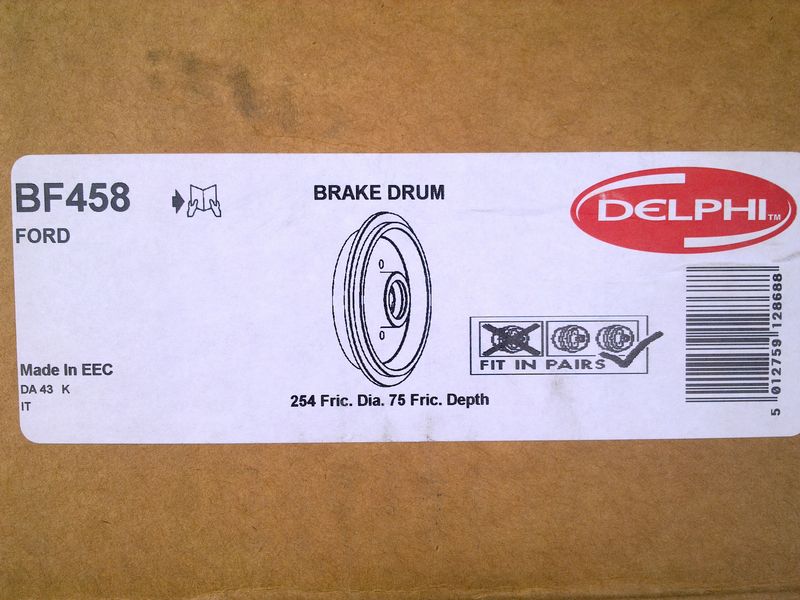 BF458
FORD
BRAKE DRUM
DELPHI™
FIT IN PAIRS
Made In EEC
DA 43 K
IT
254 Fric. Dia. 75 Fric. Depth
5 012759 128688